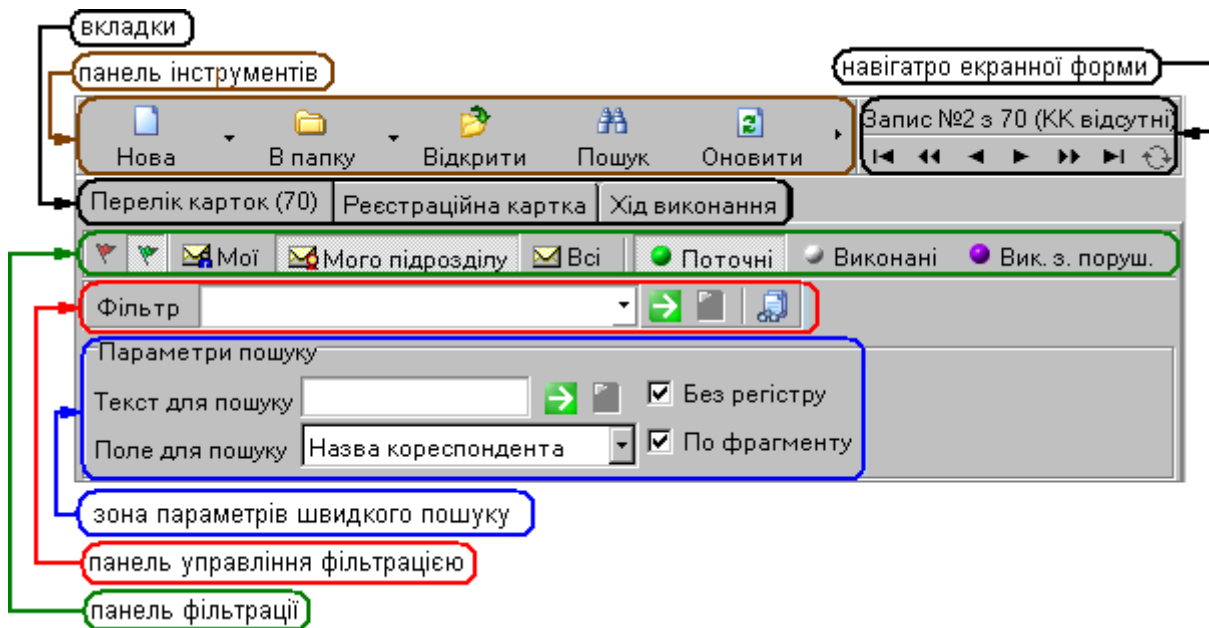 вкладки
панель інструментів
навігатро екранної форми
Запис №2 з 70 (КК відсутні)
Нова В папку Відкрити Пошук Оновити
Перелік карток (70) Реєстраційна картка Хід виконання
Мої Мого підрозділу Всі Поточні Виконані Вик. з. поруш.
Фільтр
Параметри пошуку
Текст для пошуку Без регістру
Поле для пошуку Назва кореспондента По фрагменту
зона параметрів швидкого пошуку
панель управління фільтрацією
панель фільтрації